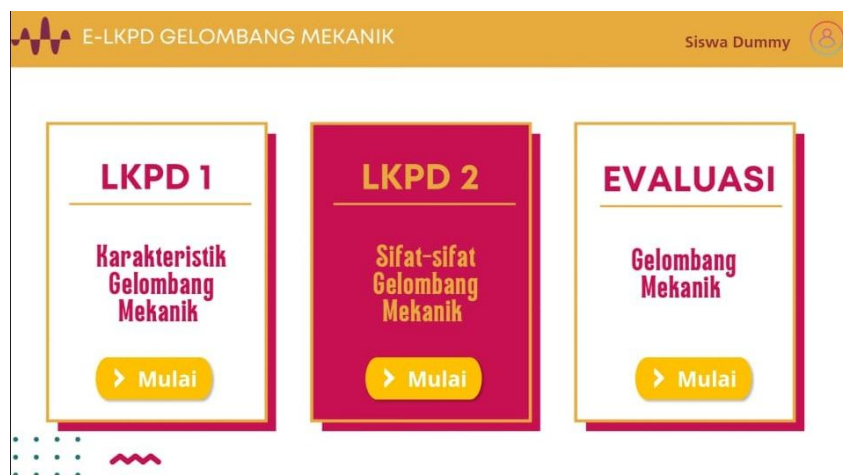 E-LKPD GELOMBANG MEKANIK
Siswa Dummy
LKPD 1
Karakteristik
Gelombang
Mekanik
Mulai
LKPD 2
Sifat-sifat
Gelombang
Mekanik
Mulai
EVALUASI
Gelombang
Mekanik
Mulai